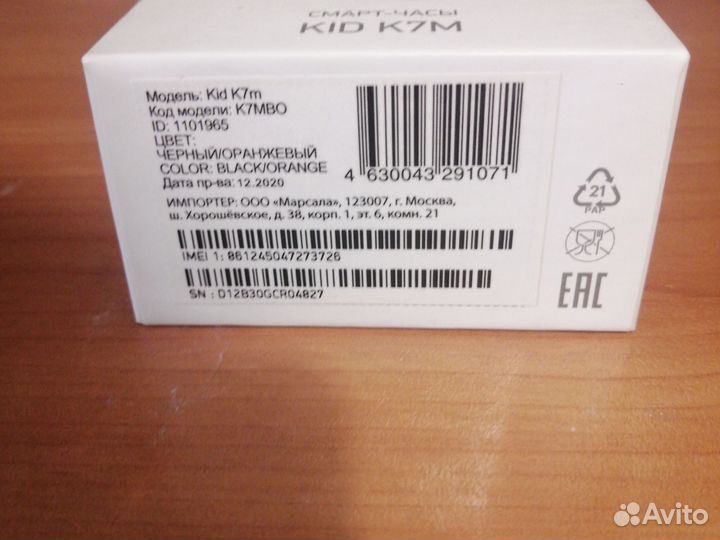 СМАРТ-ЧАСЫ
KID K7M
Модель: Kid K7m
Код модели: K7MBO
ID: 1101965
ЦВЕТ:
ЧЕРНЫЙ/ОРАНЖЕВЫЙ
COLOR: BLACK/ORANGE
Дата пр-ва: 12.2020
4 630043 291071
ИМПОРТЕР: ООО «Марсала», 123007, г. Москва,
ш. Хорошёвское, д. 38, корп. 1, эт. 6, комн. 21
IMEI 1: 861245047273726
SN : D12B30GCR04827
21
PAP
EAC
Avito